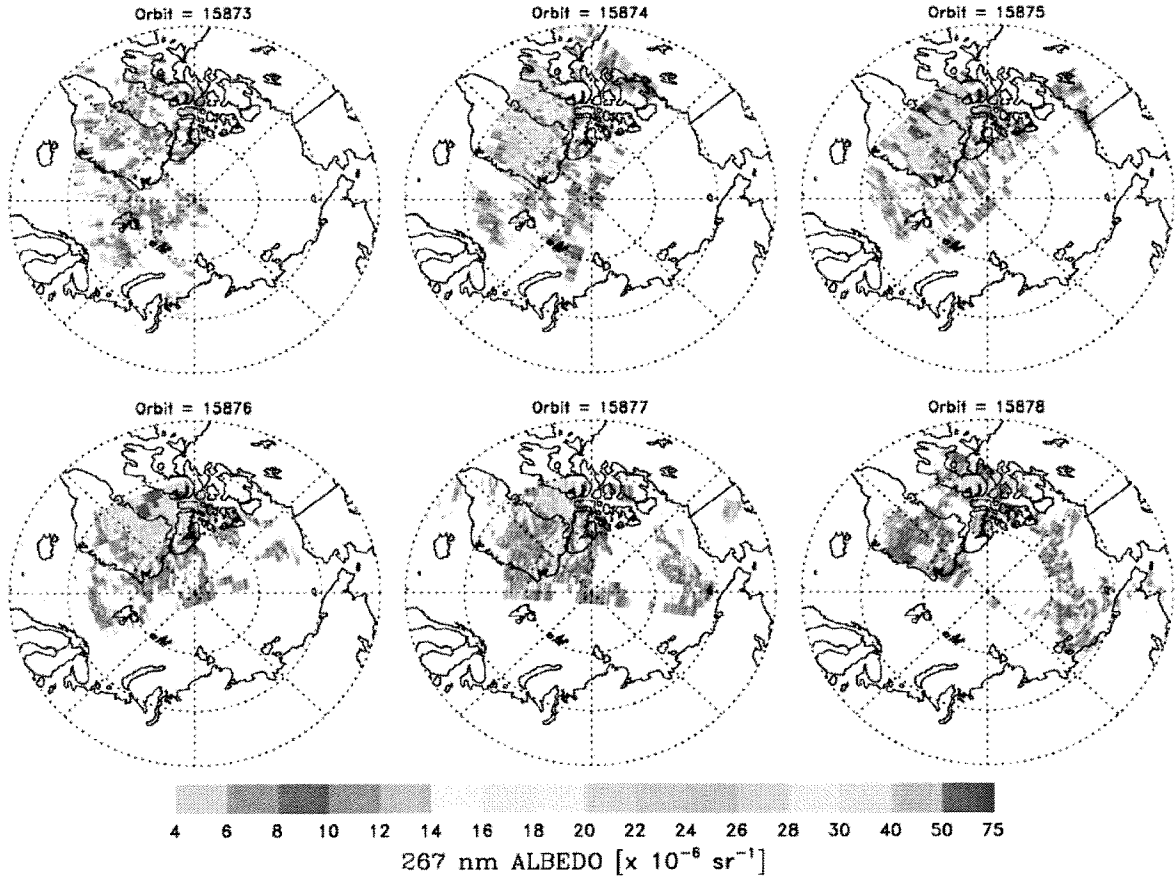 Orbit = 15873
Orbit = 15874
Orbit = 15875
Orbit = 15876
Orbit = 15877
Orbit = 15878
4 6 8 10 12 14 16 18 20 22 24 26 28 30 40 50 75
267 nm ALBEDO [x 10⁻⁶ sr⁻¹]